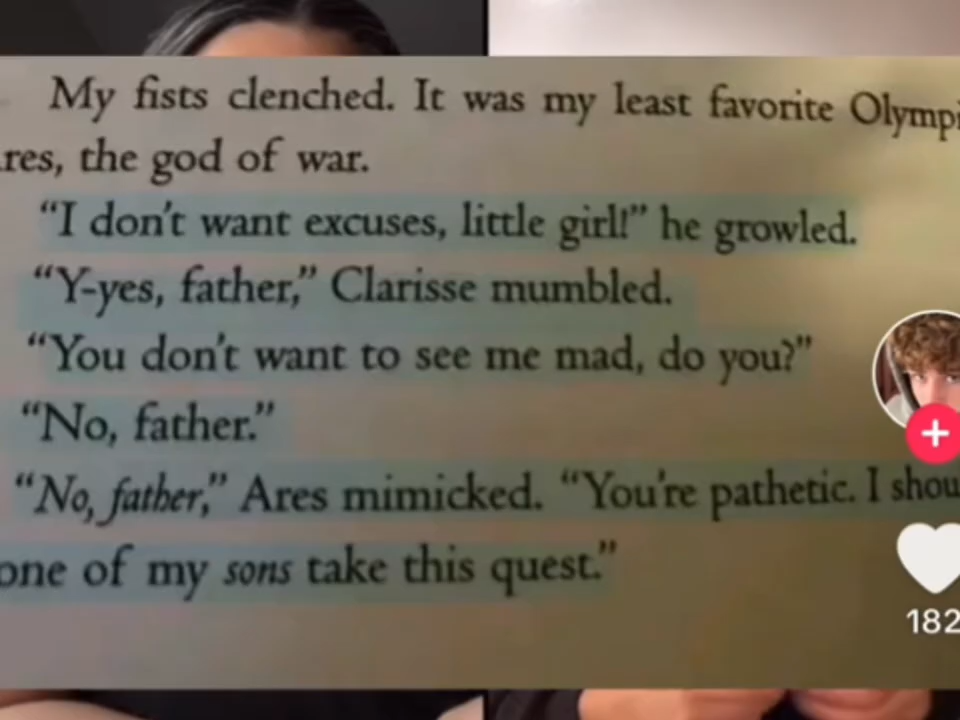 My fists clenched. It was my least favorite Olympi
res, the god of war.
“I don’t want excuses, little girl!” he growled.
“Y-yes, father,” Clarisse mumbled.
“You don’t want to see me mad, do you?”
“No, father.”
“No, father,” Ares mimicked. “You’re pathetic. I shou
one of my sons take this quest.”
182